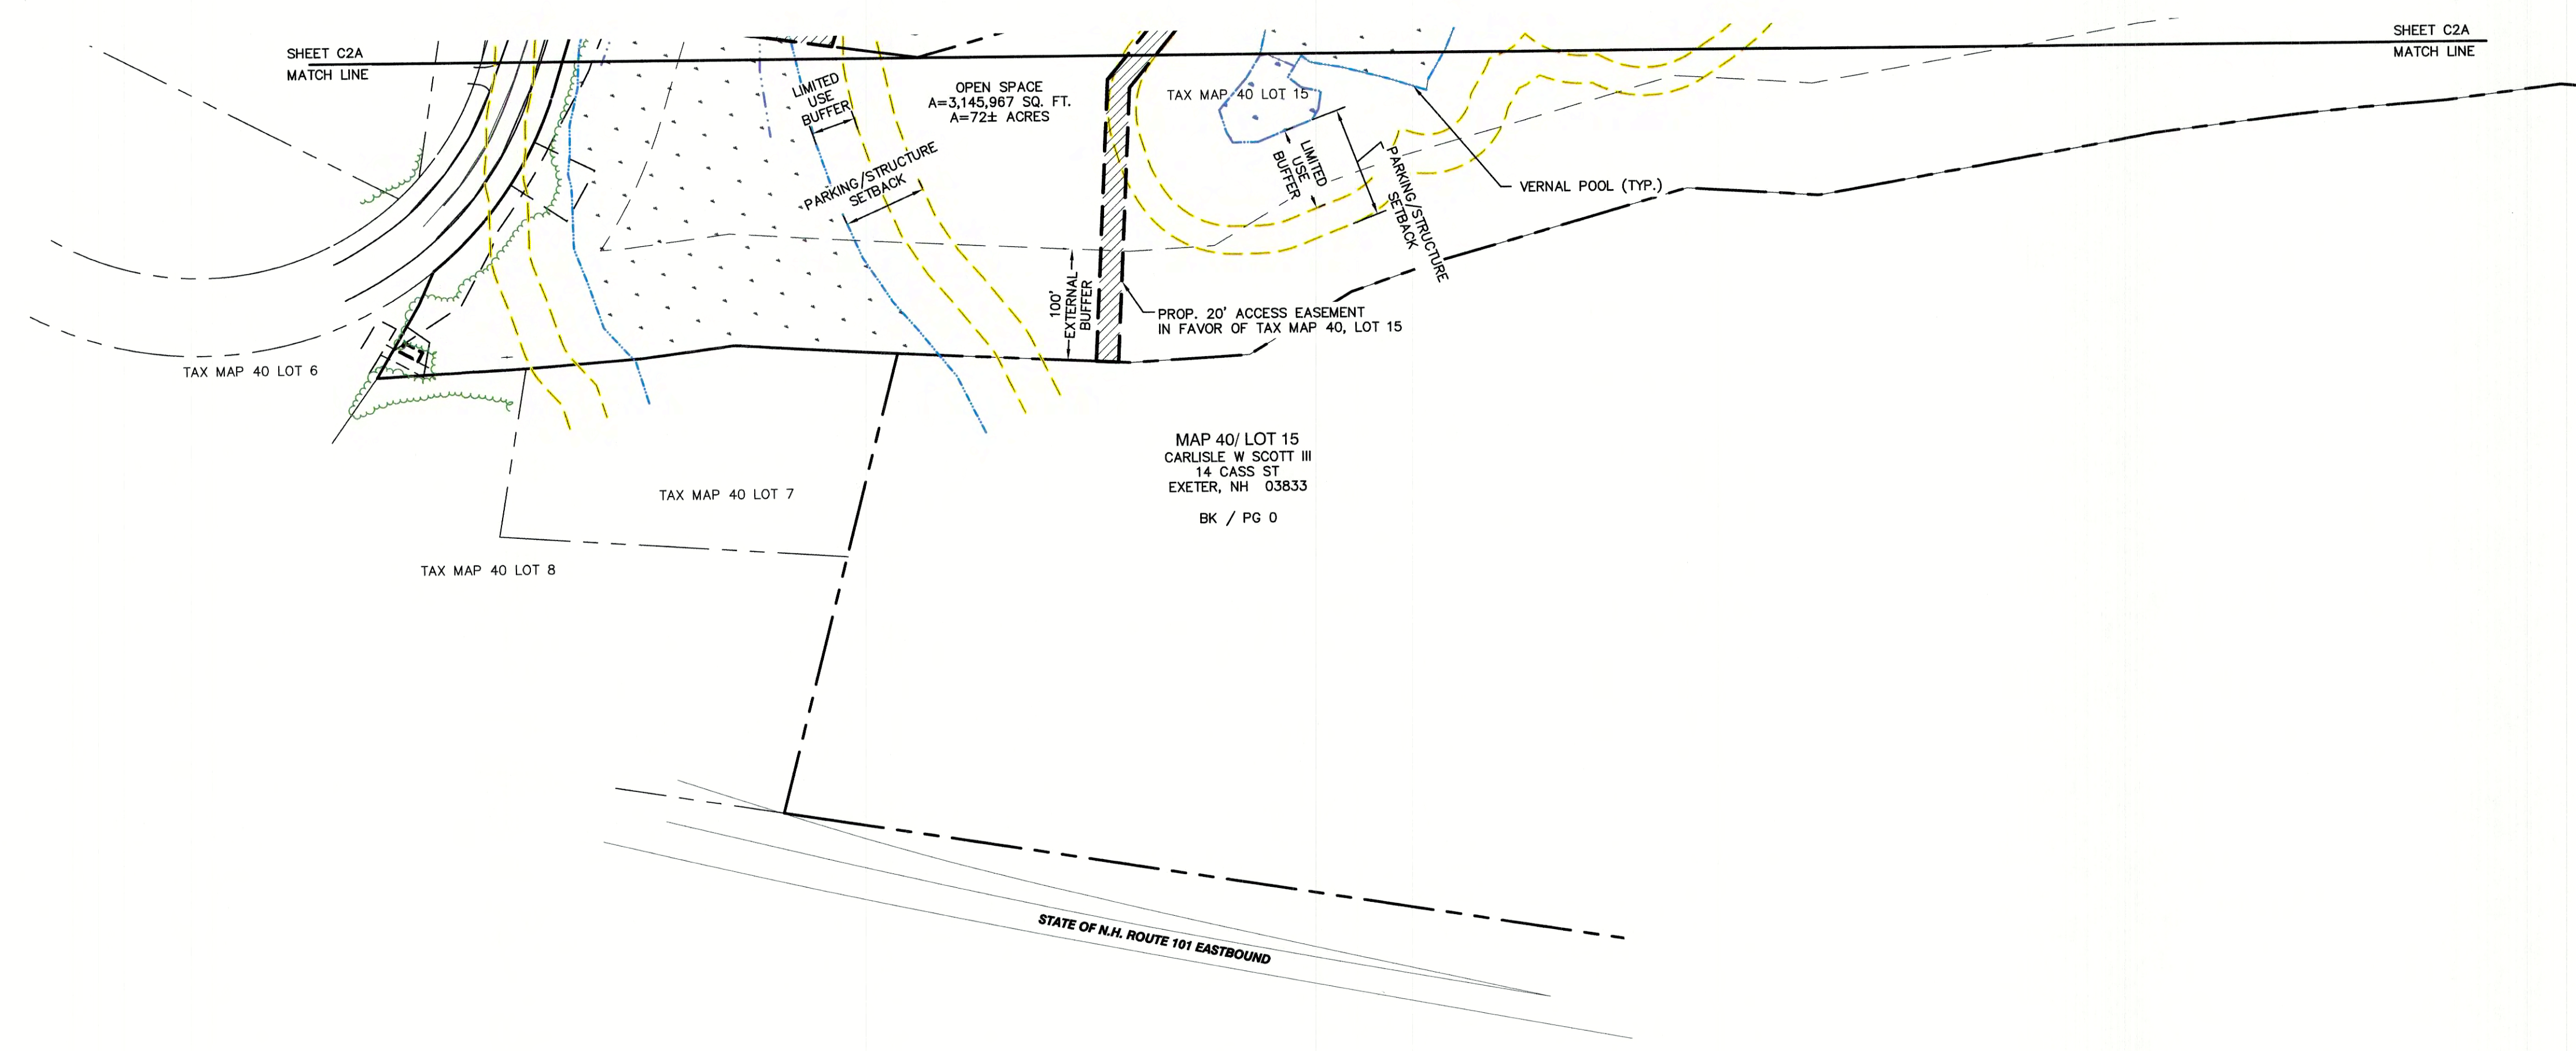 SHEET C2A
MATCH LINE
SHEET C2A
MATCH LINE
LIMITED
USE
BUFFER
OPEN SPACE
A=3,145,967 SQ. FT.
A=72± ACRES
TAX MAP 40 LOT 15
PARKING/STRUCTURE
SETBACK
LIMITED
USE
BUFFER
PARKING/STRUCTURE
SETBACK
VERNAL POOL (TYP.)
100'
EXTERNAL
BUFFER
PROP. 20' ACCESS EASEMENT
IN FAVOR OF TAX MAP 40, LOT 15
TAX MAP 40 LOT 6
MAP 40/ LOT 15
CARLISLE W SCOTT III
14 CASS ST
EXETER, NH 03833
BK / PG 0
TAX MAP 40 LOT 7
TAX MAP 40 LOT 8
STATE OF N.H. ROUTE 101 EASTBOUND